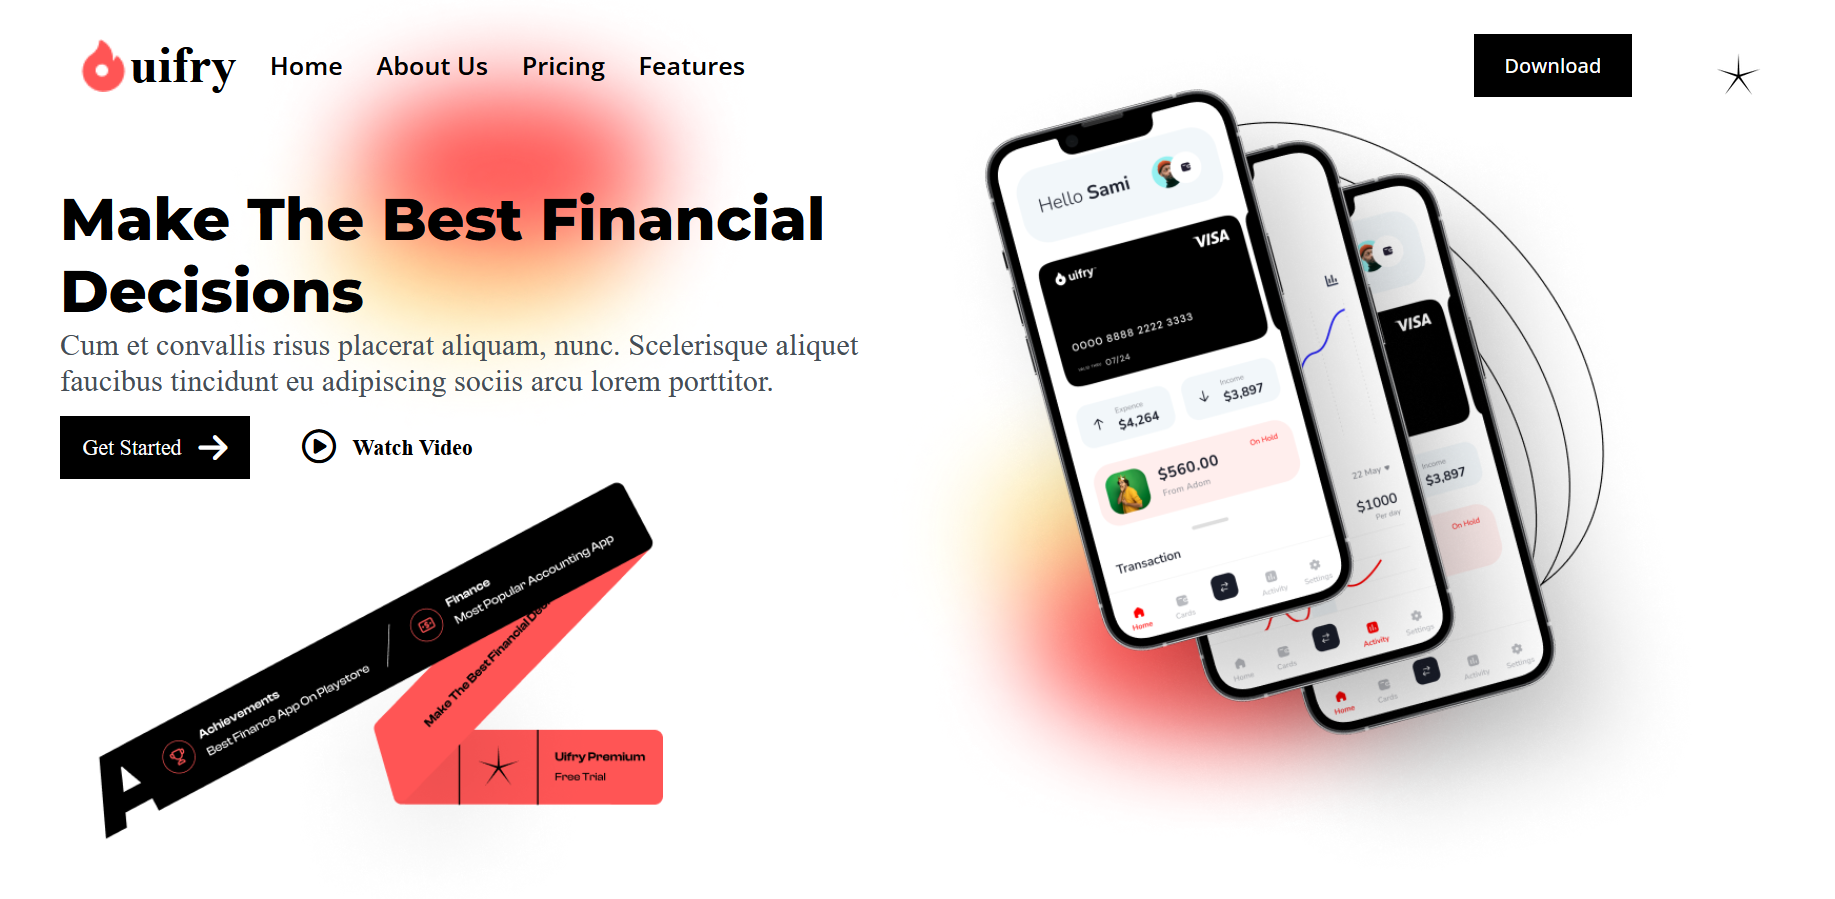 uifry
Home
About Us
Pricing
Features
Download
Make The Best Financial
Decisions
Cum et convallis risus placerat aliquam, nunc. Scelerisque aliquet
faucibus tincidunt eu adipiscing sociis arcu lorem porttitor.
Get Started
Watch Video
Achievements
Best Finance App On Playstore
Finance
Most Popular Accounting App
Make The Best Financial
Uifry Premium
Free Trial
Hello Sami
VISA
uifry
0000 8888 2222 3333
07/24
Expence
$4,264
Income
$3,897
On Hold
$560.00
From Adom
Transaction
Home
Cards
Activity
Settings
22 May
$1000
Per day
Home
Cards
Activity
Settings
VISA
Income
$3,897
On Hold
Home
Cards
Activity
Settings